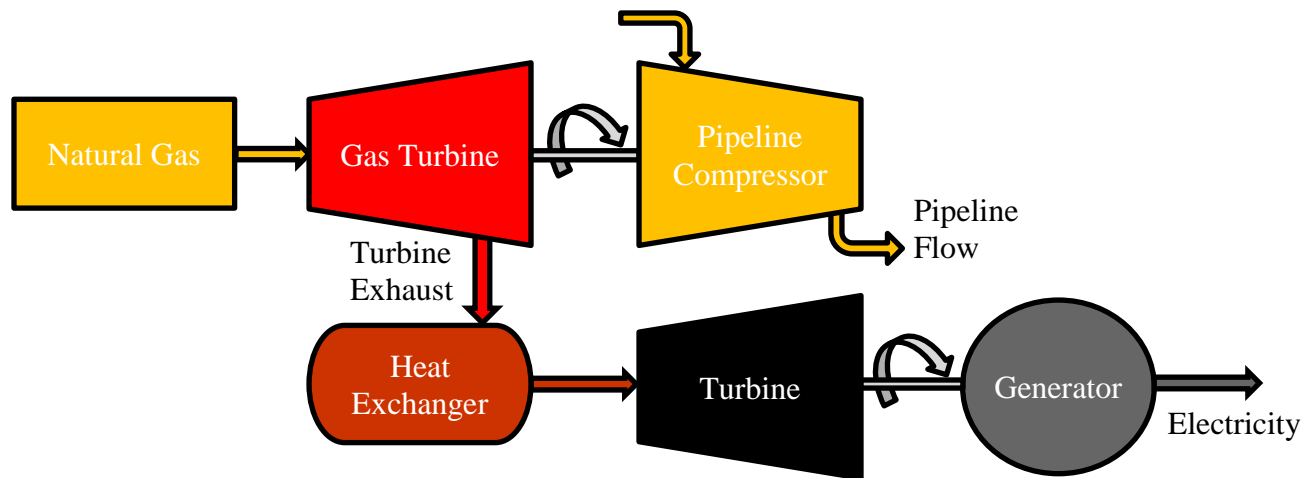 Natural Gas
Gas Turbine
Pipeline
Compressor
Pipeline
Flow
Turbine
Exhaust
Heat
Exchanger
Turbine
Generator
Electricity